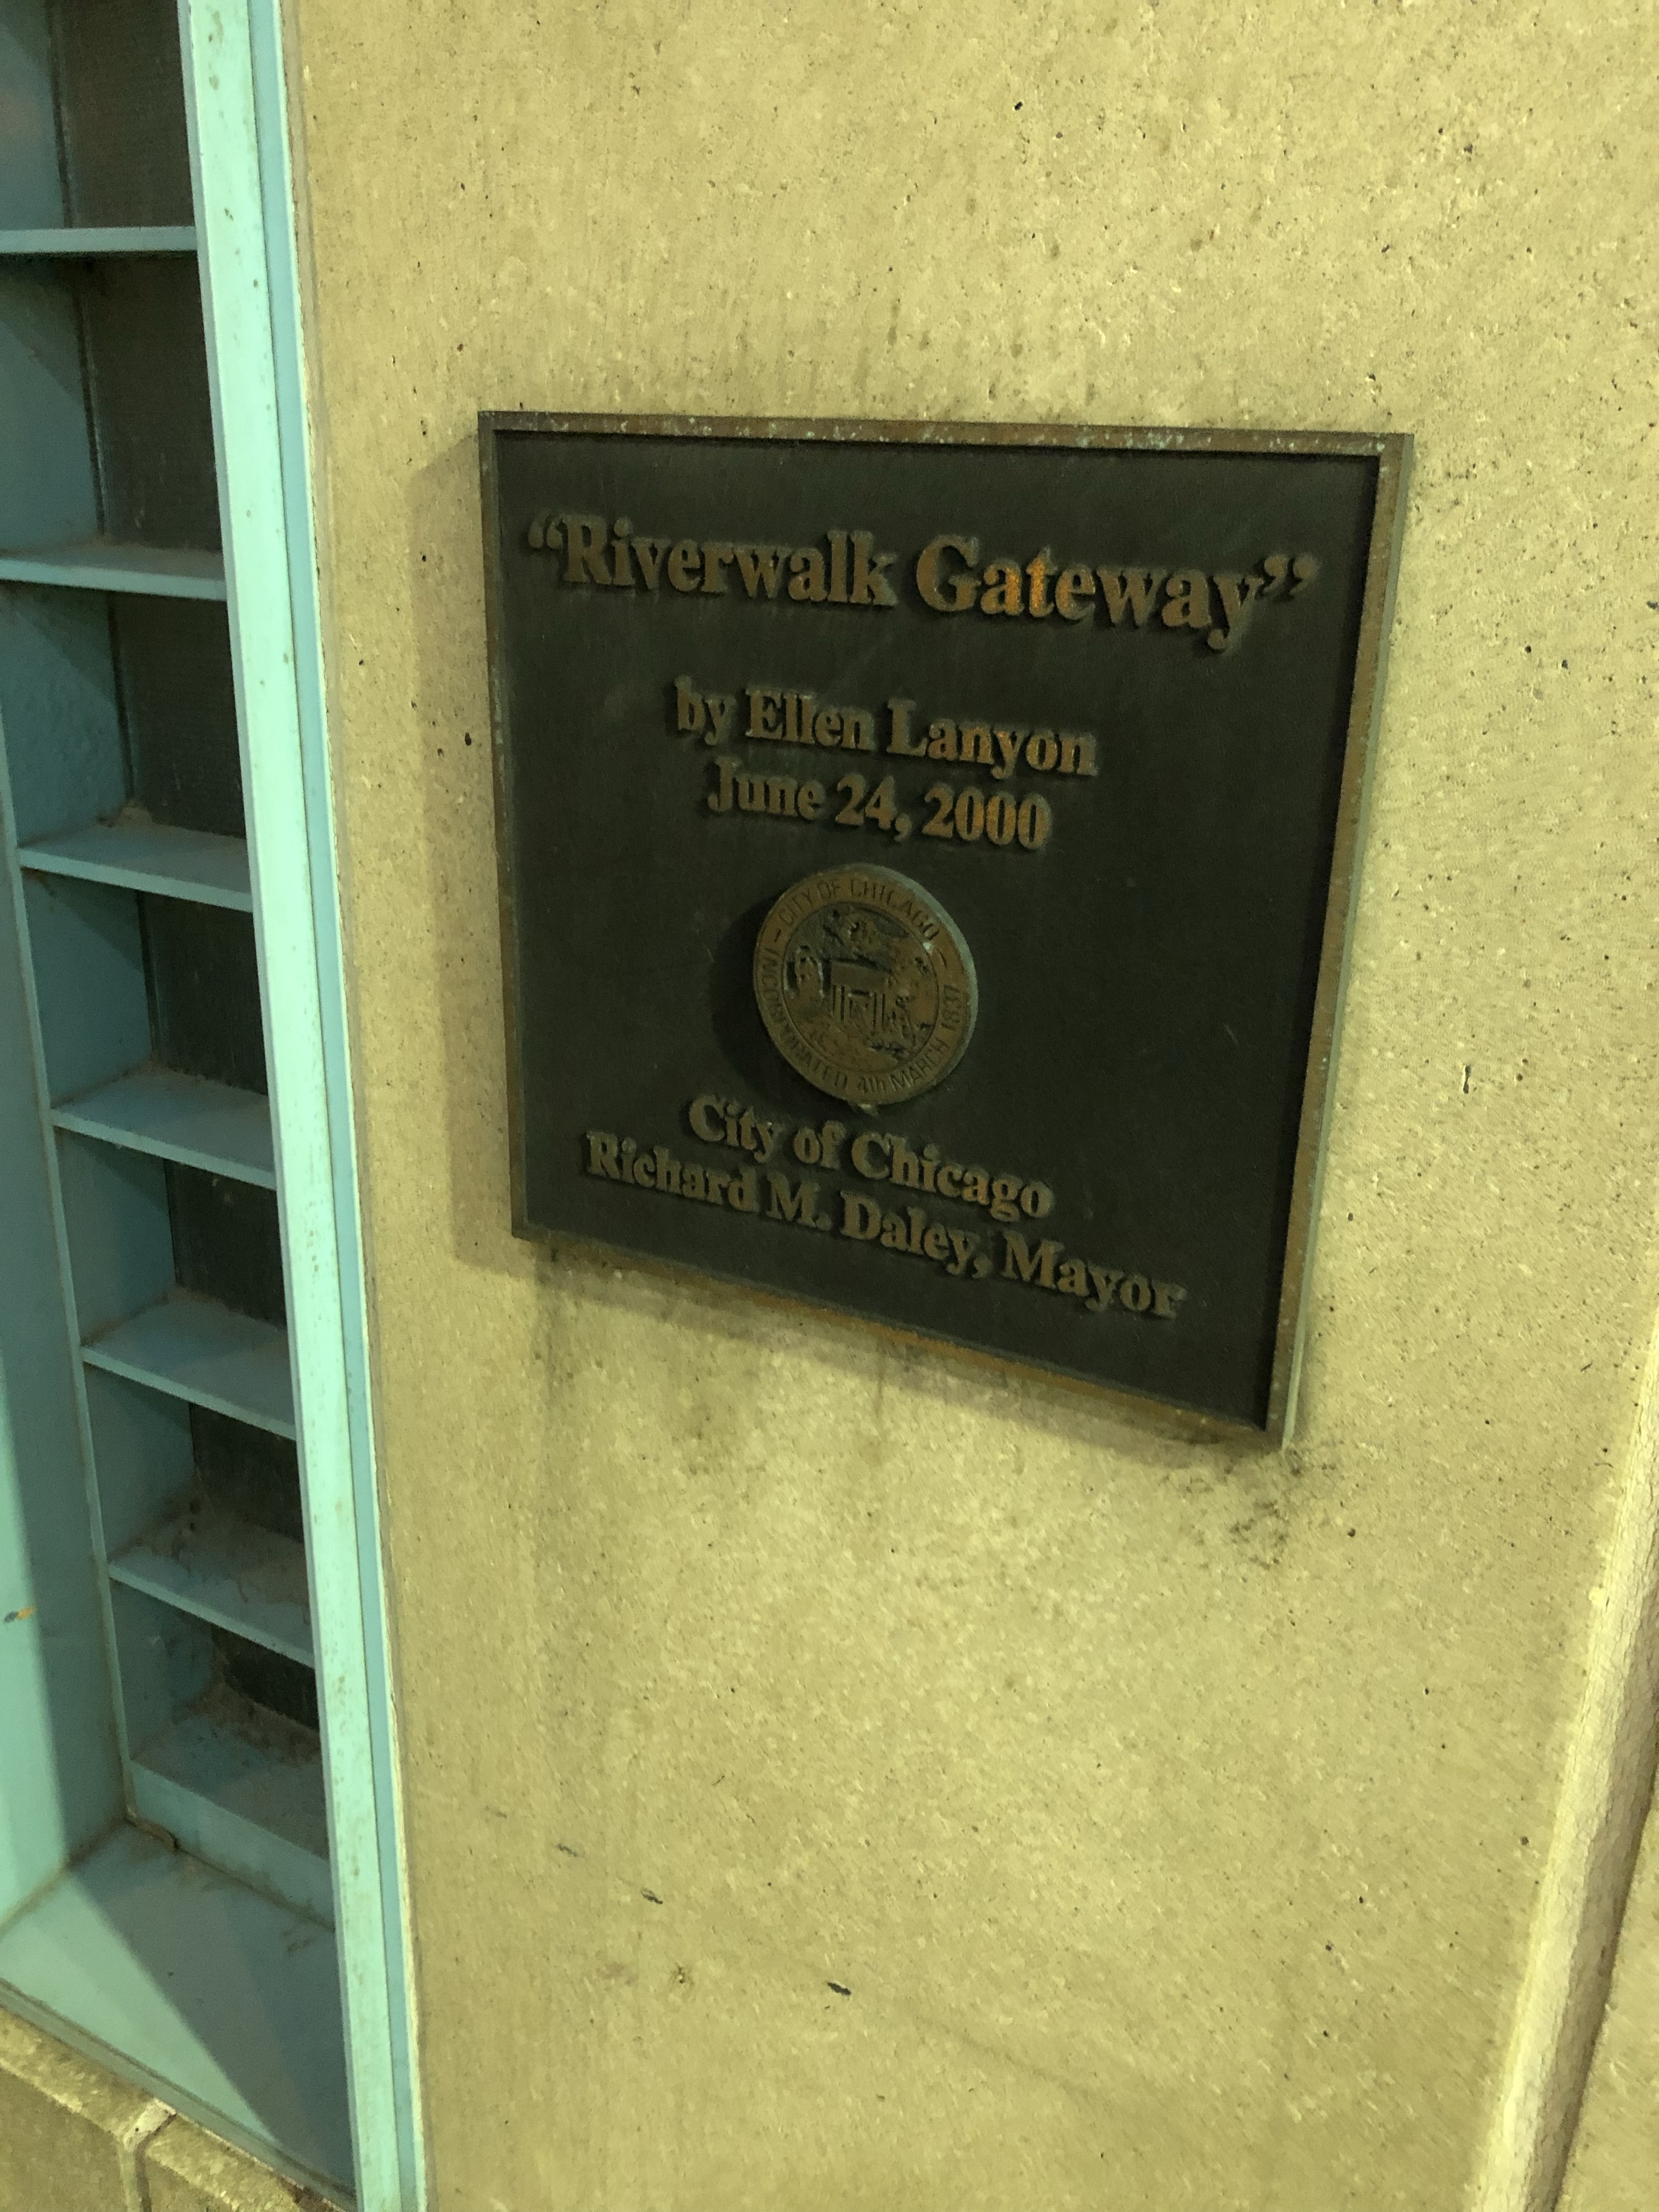 “Riverwalk Gateway”
by Ellen Lanyon
June 24, 2000
CITY OF CHICAGO
INCORPORATED 4th MARCH 1837
City of Chicago
Richard M. Daley, Mayor